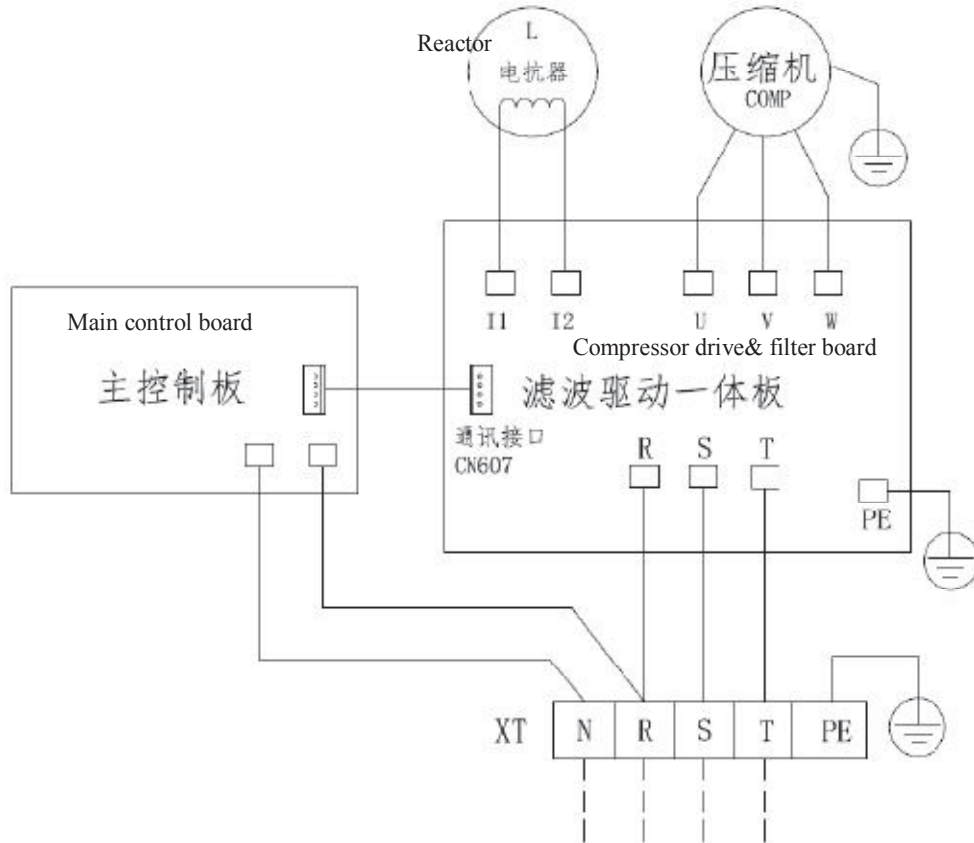 L
Reactor
电抗器
压缩机
COMP
I1
I2
U
V
W
Main control board
Compressor drive& filter board
主控制板
滤波驱动一体板
通讯接口
CN607
R
S
T
PE
XT
N
R
S
T
PE